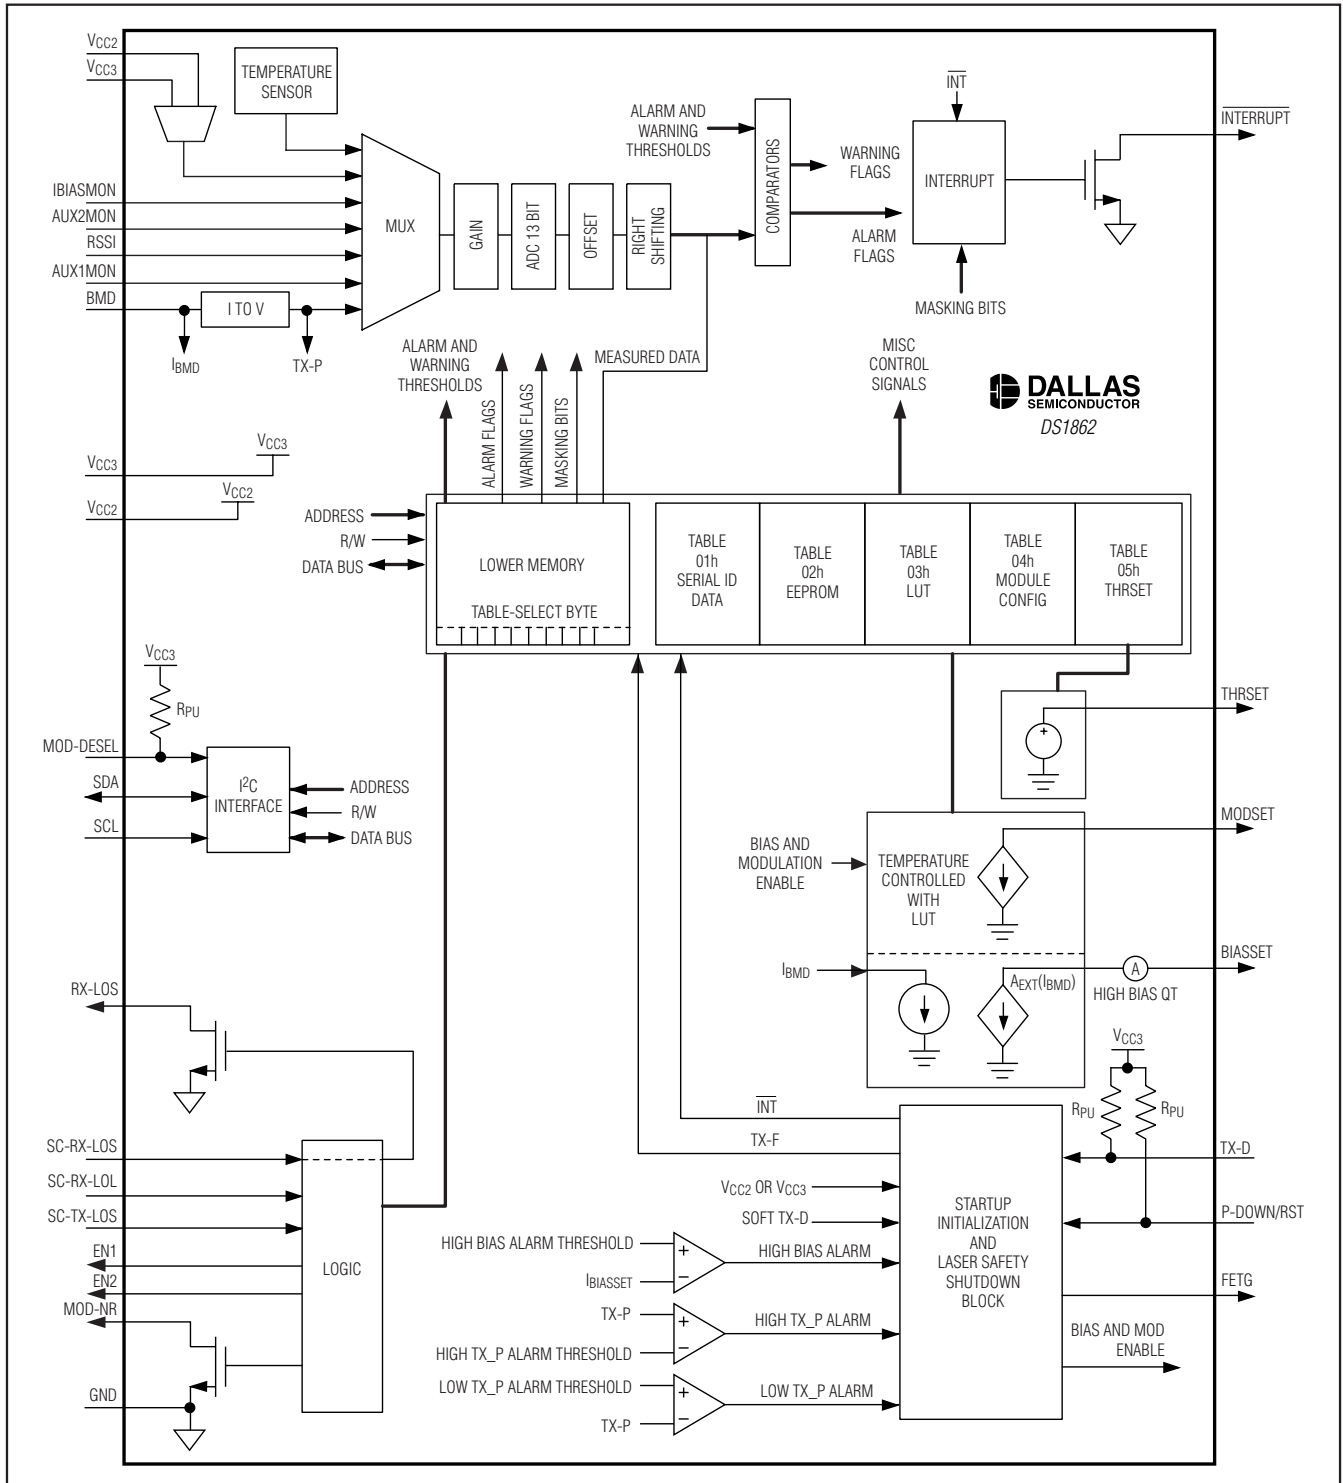 VCC2
VCC3
TEMPERATURE
SENSOR
IBIASMON
AUX2MON
RSSI
AUX1MON
BMD
I TO V
IBMD
TX-P
MUX
GAIN
ADC 13 BIT
OFFSET
RIGHT
SHIFTING
ALARM AND
WARNING
THRESHOLDS
COMPARATORS
WARNING
FLAGS
ALARM
FLAGS
INT
INTERRUPT
MASKING BITS
INTERRUPT
ALARM AND
WARNING
THRESHOLDS
ALARM FLAGS
WARNING FLAGS
MASKING BITS
MEASURED DATA
MISC
CONTROL
SIGNALS
DALLAS
SEMICONDUCTOR
DS1862
VCC3
VCC3
VCC2
VCC2
ADDRESS
R/W
DATA BUS
LOWER MEMORY
TABLE-SELECT BYTE
TABLE
01h
SERIAL ID
DATA
TABLE
02h
EEPROM
TABLE
03h
LUT
TABLE
04h
MODULE
CONFIG
TABLE
05h
THRSET
VCC3
RPU
MOD-DESEL
SDA
SCL
I2C
INTERFACE
ADDRESS
R/W
DATA BUS
+
THRSET
BIAS AND
MODULATION
ENABLE
TEMPERATURE
CONTROLLED
WITH
LUT
MODSET
IBMD
AEXT(IBMD)
A
HIGH BIAS QT
BIASSET
RX-LOS
SC-RX-LOS
SC-RX-LOL
SC-TX-LOS
EN1
EN2
MOD-NR
GND
LOGIC
VCC3
RPU
RPU
INT
TX-F
VCC2 OR VCC3
SOFT TX-D
HIGH BIAS ALARM THRESHOLD
IBIASSET
+
−
HIGH BIAS ALARM
TX-P
HIGH TX_P ALARM THRESHOLD
+
−
HIGH TX_P ALARM
LOW TX_P ALARM THRESHOLD
TX-P
+
−
LOW TX_P ALARM
STARTUP
INITIALIZATION
AND
LASER SAFETY
SHUTDOWN
BLOCK
TX-D
P-DOWN/RST
FETG
BIAS AND MOD
ENABLE